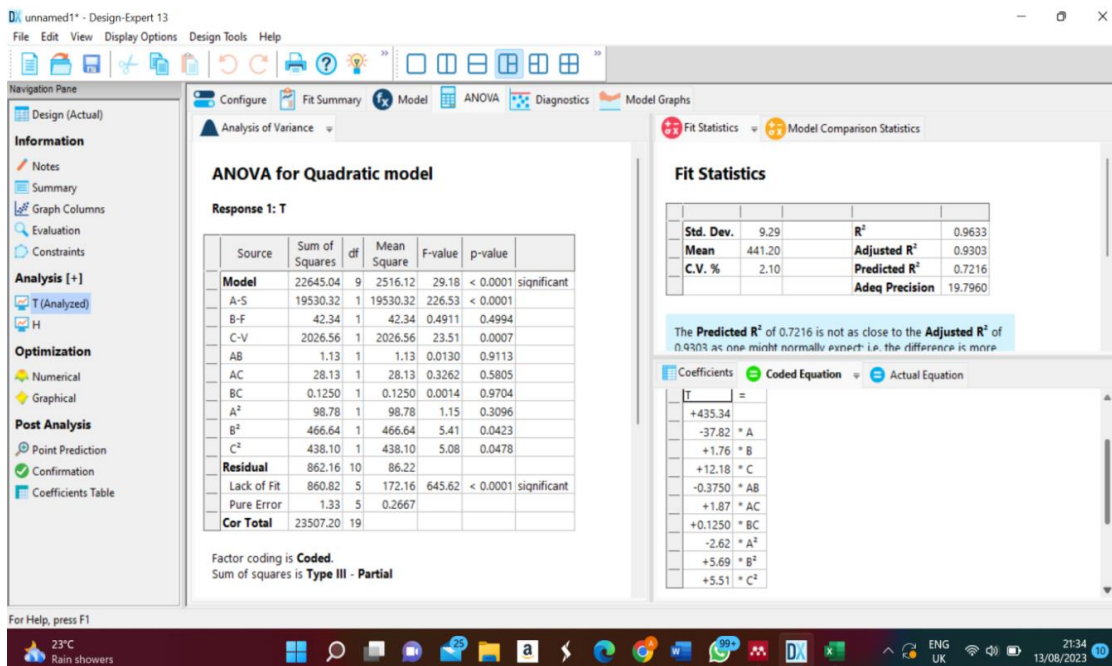 unnamed1* - Design-Expert 13
File Edit View Display Options Design Tools Help
Navigation Pane
Design (Actual)
Information
Notes
Summary
Graph Columns
Evaluation
Constraints
Analysis [+]
T (Analyzed)
H
Optimization
Numerical
Graphical
Post Analysis
Point Prediction
Confirmation
Coefficients Table
Configure Fit Summary Model ANOVA Diagnostics Model Graphs
Analysis of Variance
ANOVA for Quadratic model
Response 1: T
Source Sum of Squares df Mean Square F-value p-value
Model 22645.04 9 2516.12 29.18 < 0.0001 significant
A-S 19530.32 1 19530.32 226.53 < 0.0001
B-F 42.34 1 42.34 0.4911 0.4994
C-V 2026.56 1 2026.56 23.51 0.0007
AB 1.13 1 1.13 0.0130 0.9113
AC 28.13 1 28.13 0.3262 0.5805
BC 0.1250 1 0.1250 0.0014 0.9704
A² 98.78 1 98.78 1.15 0.3096
B² 466.64 1 466.64 5.41 0.0423
C² 438.10 1 438.10 5.08 0.0478
Residual 862.16 10 86.22
Lack of Fit 860.82 5 172.16 645.62 < 0.0001 significant
Pure Error 1.33 5 0.2667
Cor Total 23507.20 19
Factor coding is Coded.
Sum of squares is Type III - Partial
Fit Statistics Model Comparison Statistics
Fit Statistics
Std. Dev. 9.29 R² 0.9633
Mean 441.20 Adjusted R² 0.9303
C.V. % 2.10 Predicted R² 0.7216
Adeq Precision 19.7960
The Predicted R² of 0.7216 is not as close to the Adjusted R² of
0.9303 as one might normally expect; i.e. the difference is more
Coefficients Coded Equation Actual Equation
T =
+435.34
-37.82 * A
+1.76 * B
+12.18 * C
-0.3750 * AB
+1.87 * AC
+0.1250 * BC
-2.62 * A²
+5.69 * B²
+5.51 * C²
For Help, press F1
23°C
Rain showers
25
99+
ENG
UK
21:34
13/08/2023
10